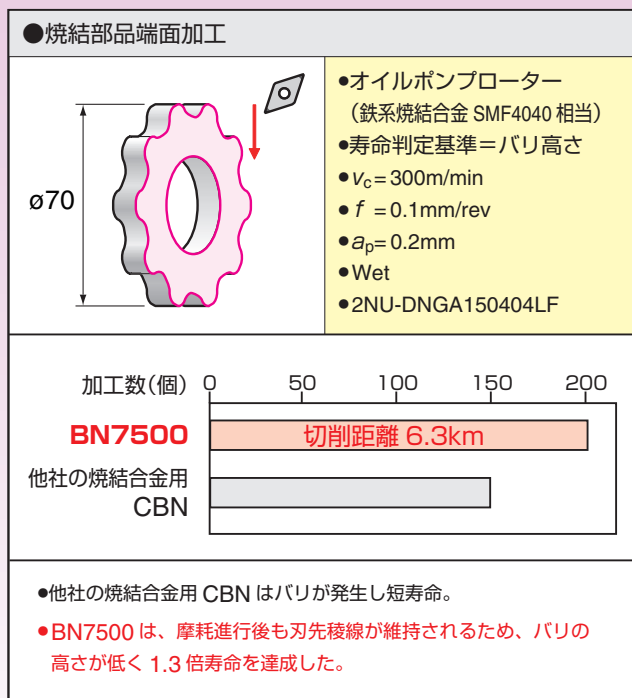 ●焼結部品端面加工
ø70
●オイルポンプローター
（鉄系焼結合金 SMF4040 相当）
●寿命判定基準＝バリ高さ
●vc=300m/min
●f =0.1mm/rev
●ap=0.2mm
●Wet
●2NU-DNGA150404LF
加工数(個) 0 50 100 150 200
BN7500 切削距離 6.3km
他社の焼結合金用
CBN
●他社の焼結合金用 CBN はバリが発生し短寿命。
●BN7500 は、摩耗進行後も刃先稜線が維持されるため、バリの
高さが低く 1.3 倍寿命を達成した。